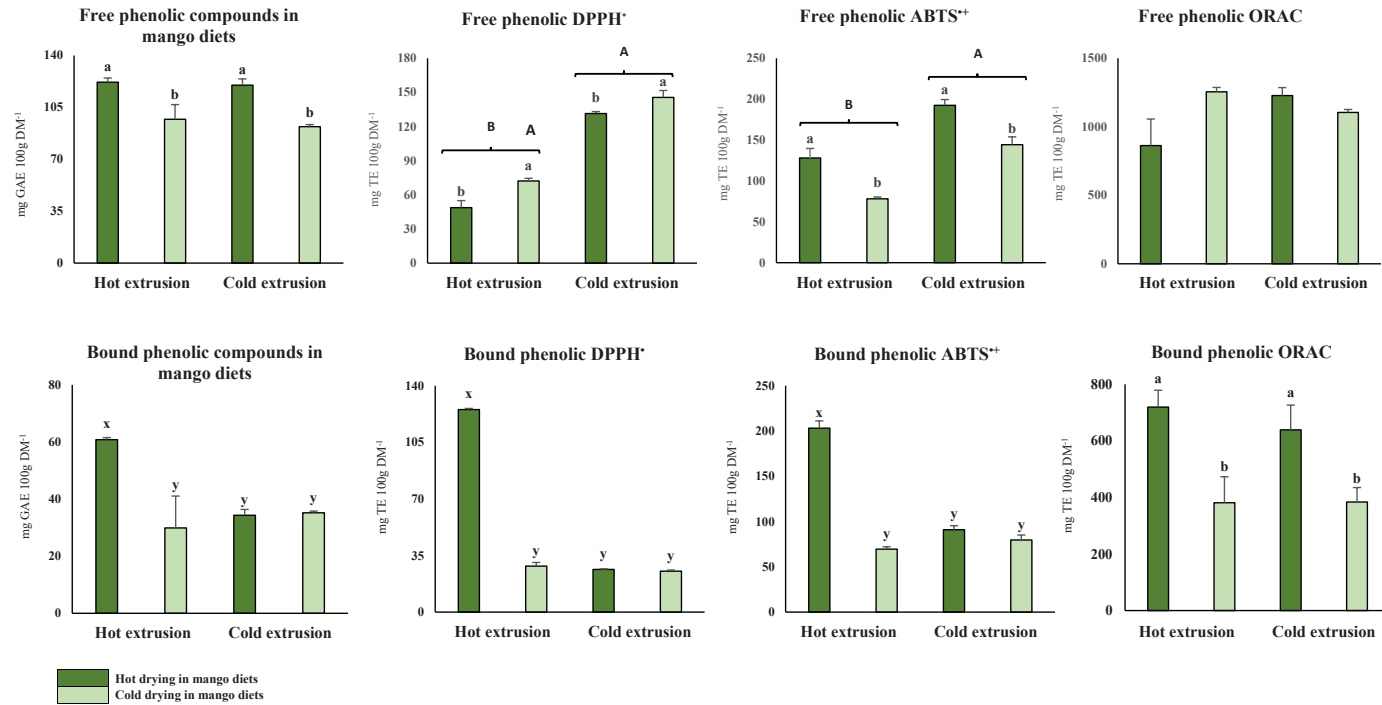 Free phenolic compounds in
mango diets
mg GAE 100g DM⁻¹
140
105
70
35
0
a
b
a
b
Hot extrusion
Cold extrusion
Free phenolic DPPH•
mg TE 100g DM⁻¹
180
150
120
90
60
30
0
B
A
A
b
a
b
a
Hot extrusion
Cold extrusion
Free phenolic ABTS•+
mg TE 100g DM⁻¹
250
200
150
100
50
0
B
A
a
b
a
b
Hot extrusion
Cold extrusion
Free phenolic ORAC
mg TE 100g DM⁻¹
1500
1000
500
0
Hot extrusion
Cold extrusion
Bound phenolic compounds in
mango diets
mg GAE 100g DM⁻¹
80
60
40
20
0
x
y
y
y
Hot extrusion
Cold extrusion
Bound phenolic DPPH•
mg TE 100g DM⁻¹
140
105
70
35
0
x
y
y
y
Hot extrusion
Cold extrusion
Bound phenolic ABTS•+
mg TE 100g DM⁻¹
250
200
150
100
50
0
x
y
y
y
Hot extrusion
Cold extrusion
Bound phenolic ORAC
mg TE 100g DM⁻¹
800
600
400
200
0
a
b
a
b
Hot extrusion
Cold extrusion
Hot drying in mango diets
Cold drying in mango diets